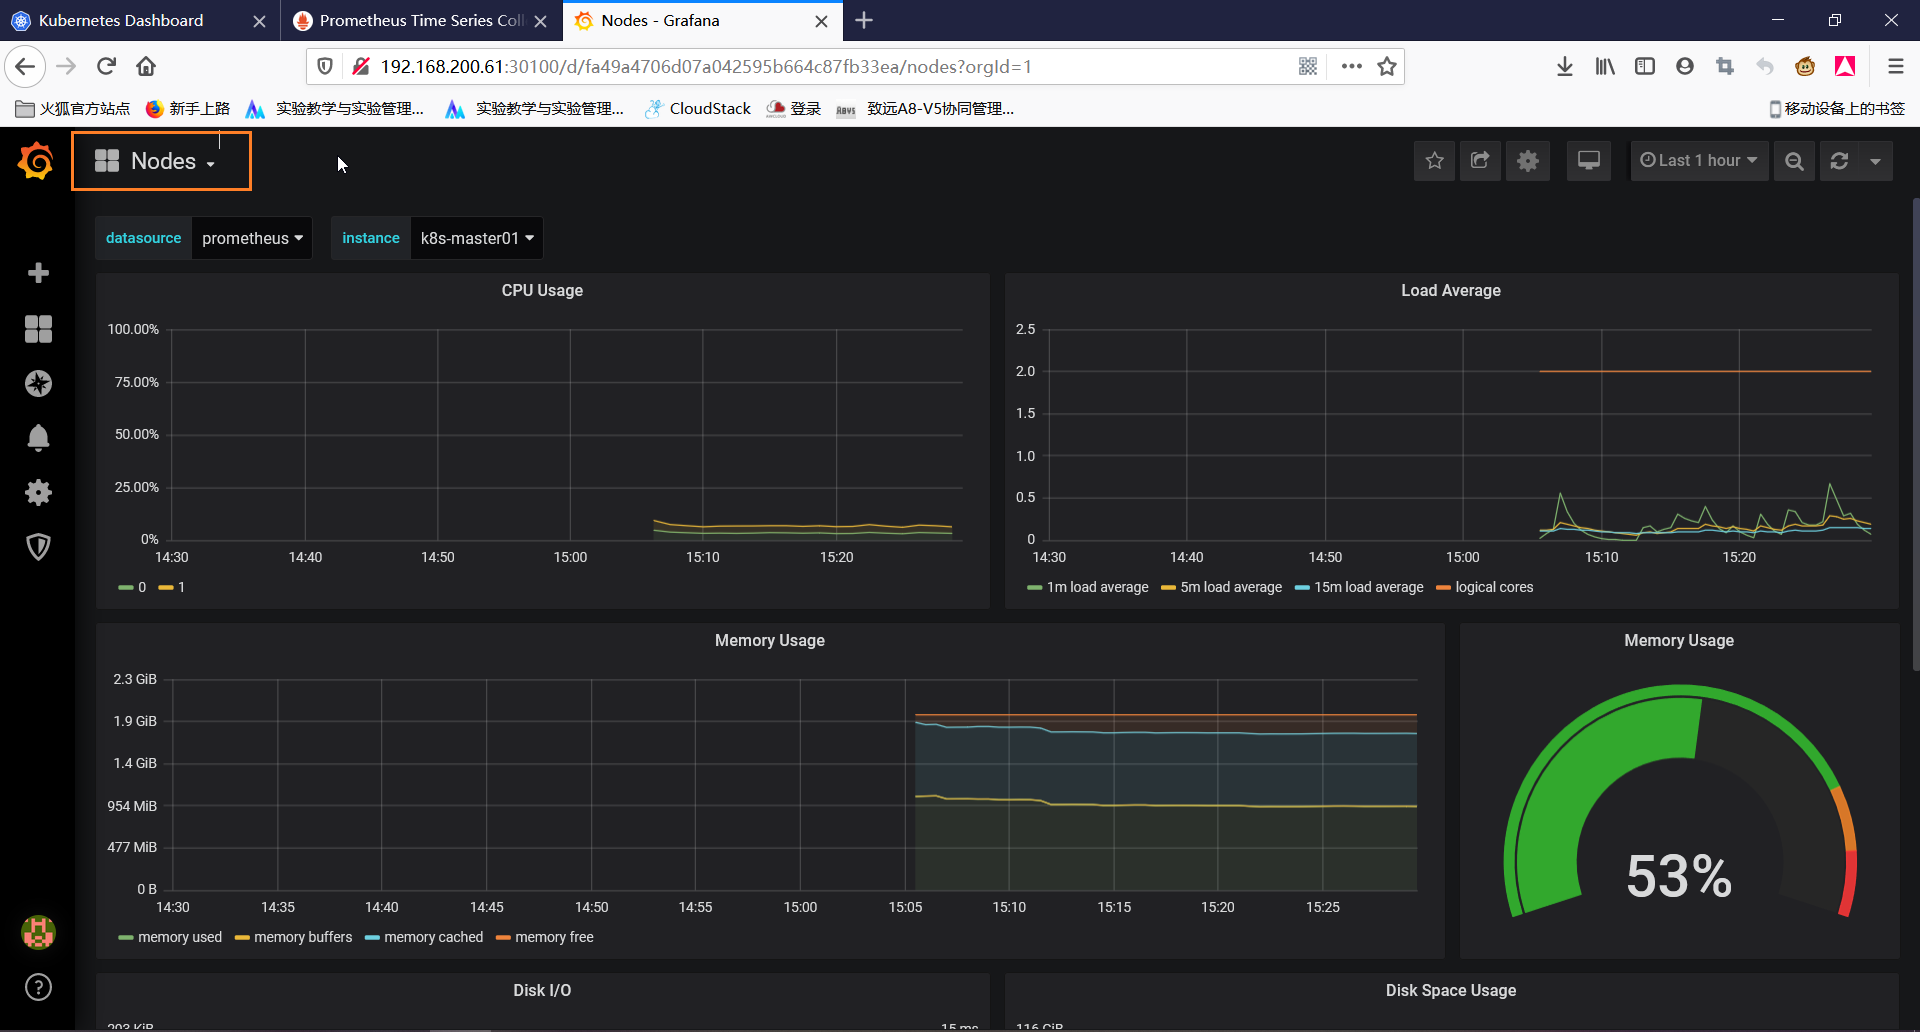 Kubernetes Dashboard
Prometheus Time Series Coll
Nodes - Grafana
192.168.200.61:30100/d/fa49a4706d07a042595b664c87fb33ea/nodes?orgId=1
火狐官方站点
新手上路
实验教学与实验管理...
实验教学与实验管理...
CloudStack
登录
致远A8-V5协同管理...
移动设备上的书签
Nodes
Last 1 hour
datasource
prometheus
instance
k8s-master01
CPU Usage
100.00%
75.00%
50.00%
25.00%
0%
14:30 14:40 14:50 15:00 15:10 15:20
0 1
Load Average
2.5
2.0
1.5
1.0
0.5
0
14:30 14:40 14:50 15:00 15:10 15:20
1m load average 5m load average 15m load average logical cores
Memory Usage
2.3 GiB
1.9 GiB
1.4 GiB
954 MiB
477 MiB
0 B
14:30 14:35 14:40 14:45 14:50 14:55 15:00 15:05 15:10 15:15 15:20 15:25
memory used memory buffers memory cached memory free
Memory Usage
53%
Disk I/O
293 KiB
15 ms
Disk Space Usage
116 GiB